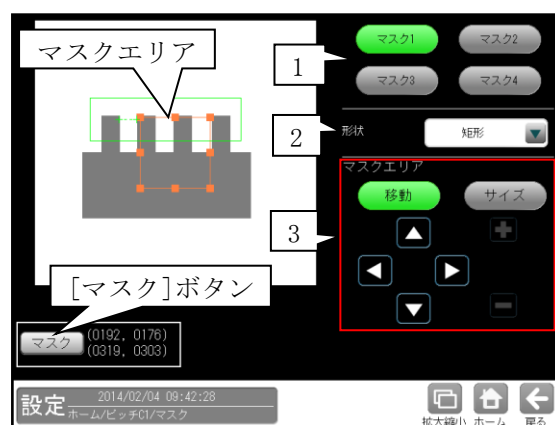 マスクエリア
1
マスク1
マスク2
マスク3
マスク4
2
形状
矩形
マスクエリア
移動
サイズ
3
[マスク]ボタン
マスク
(0192, 0176)
(0319, 0303)
設定
2014/02/04 09:42:28
ホーム/ピッチC1/マスク
拡大縮小
ホーム
戻る